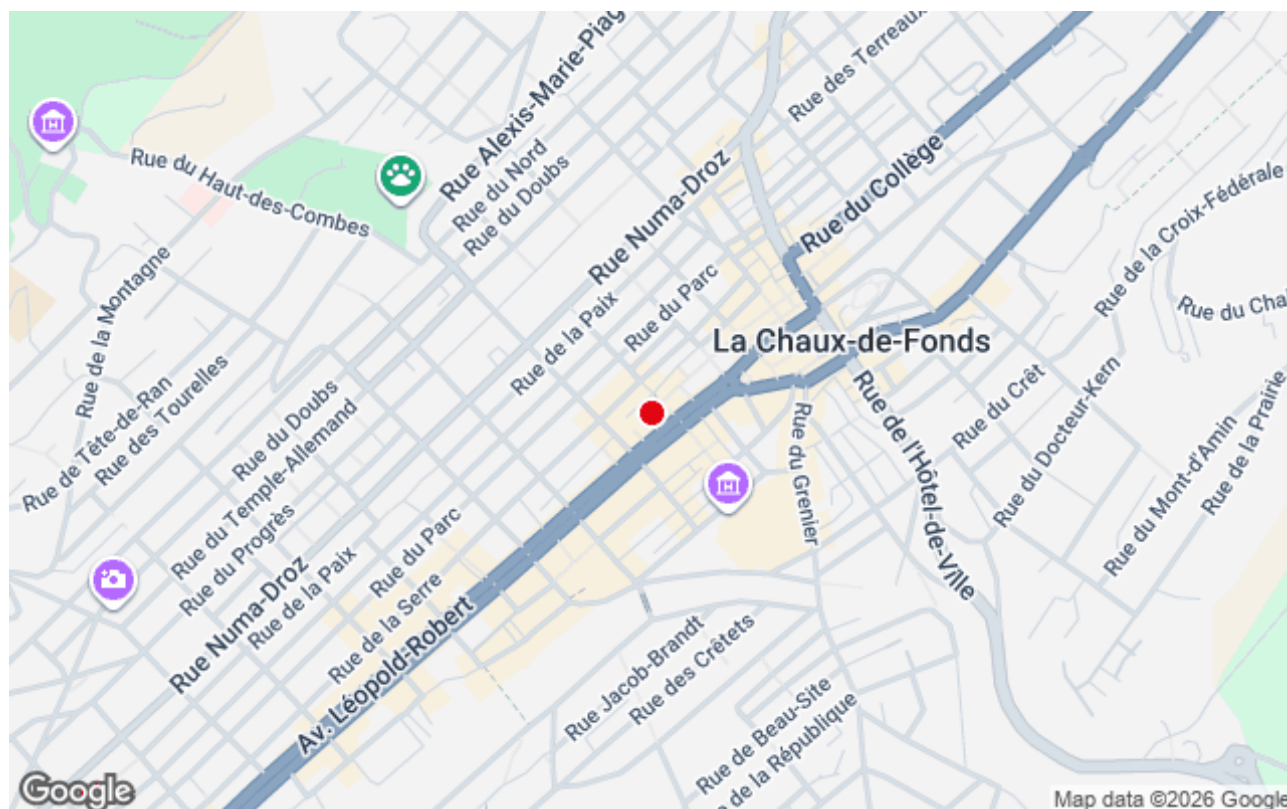 Rue des Terreaux
Rue Alexis-Marie-Piag
Rue du Collège
Rue du Nord
Rue du Haut-des-Combes
Rue du Doubs
Rue Numa-Droz
Rue de la Croix-Fédérale
Rue de la Montagne
Rue du Parc
Rue de la Paix
Rue du Cha
La Chaux-de-Fonds
Rue de Tête-de-Ran
Rue des Tourelles
Rue du Doubs
Rue du Temple-Allemand
Rue du Progrès
Rue du Crêt
Rue du Docteur-Kern
Rue de l'Hôtel-de-Ville
Rue du Grenier
Rue du Mont-d'Amin
Rue de la Prairie
Rue Numa-Droz
Rue de la Paix
Rue du Parc
Rue de la Serre
Av. Léopold-Robert
Rue Jacob-Brandt
Rue des Crêtets
Rue de Beau-Site
e de la République
Google
Map data ©2026 Google